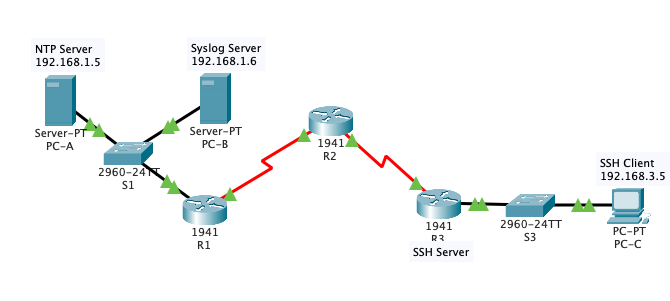 NTP Server
192.168.1.5
Syslog Server
192.168.1.6
Server-PT
PC-A
Server-PT
PC-B
2960-24TT
S1
1941
R1
1941
R2
1941
R3
SSH Server
2960-24TT
S3
SSH Client
192.168.3.5
PC-PT
PC-C